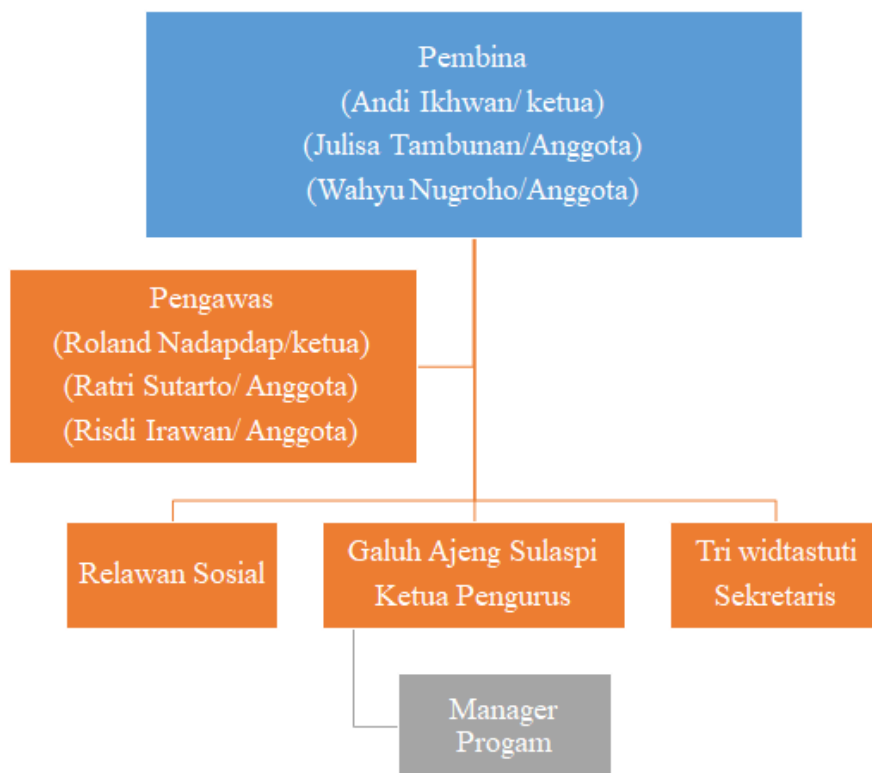 Pembina
(Andi Ikhwan/ ketua)
(Julisa Tambunan/Anggota)
(Wahyu Nugroho/Anggota)
Pengawas
(Roland Nadapdap/ketua)
(Ratri Sutarto/ Anggota)
(Risdi Irawan/ Anggota)
Relawan Sosial
Galuh Ajeng Sulaspi
Ketua Pengurus
Tri widtastuti
Sekretaris
Manager
Progam